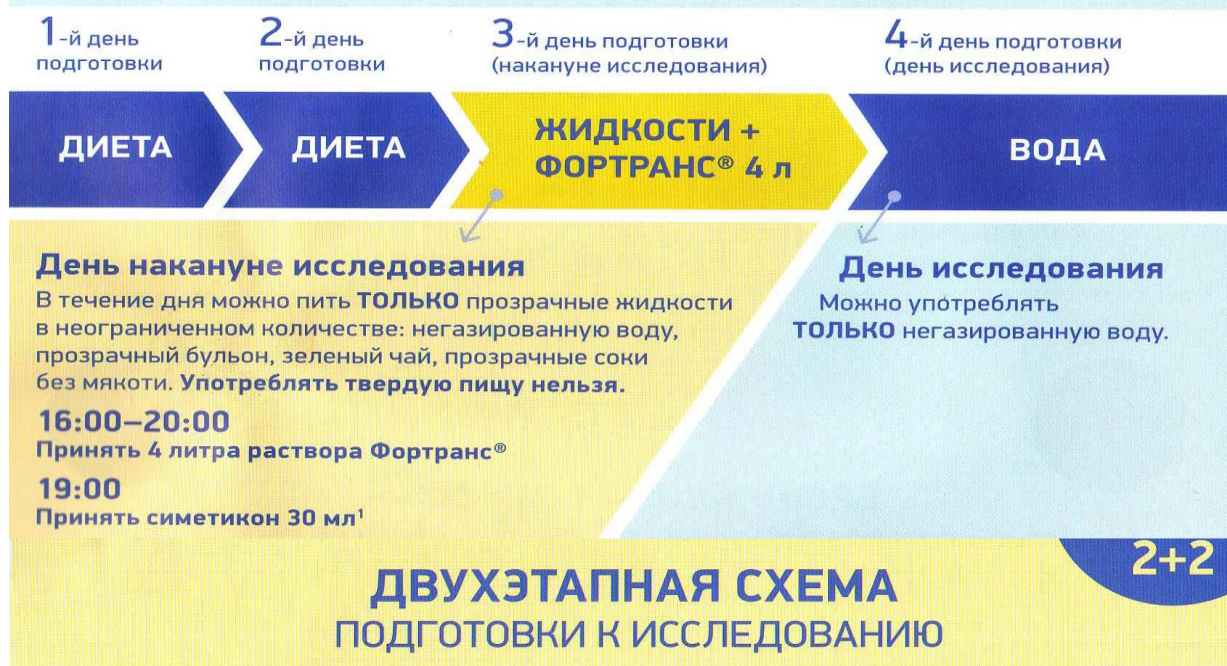 1-й день
подготовки
2-й день
подготовки
3-й день подготовки
(накануне исследования)
4-й день подготовки
(день исследования)
ДИЕТА
ДИЕТА
ЖИДКОСТИ +
ФОРТРАНС® 4 л
ВОДА
День накануне исследования
В течение дня можно пить ТОЛЬКО прозрачные жидкости
в неограниченном количестве: негазированную воду,
прозрачный бульон, зеленый чай, прозрачные соки
без мякоти. Употреблять твердую пищу нельзя.
16:00–20:00
Принять 4 литра раствора Фортранс®
19:00
Принять симетикон 30 мл¹
День исследования
Можно употреблять
ТОЛЬКО негазированную воду.
2+2
ДВУХЭТАПНАЯ СХЕМА
ПОДГОТОВКИ К ИССЛЕДОВАНИЮ